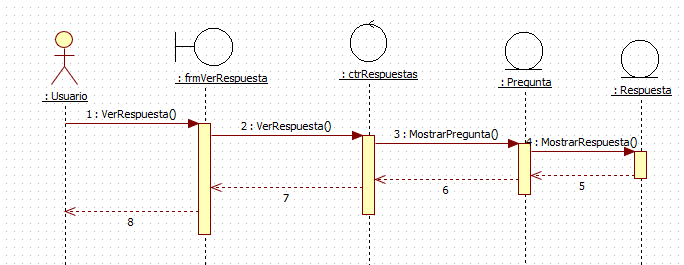 : Usuario
: frmVerRespuesta
: ctrRespuestas
: Pregunta
: Respuesta
1 : VerRespuesta()
2 : VerRespuesta()
3 : MostrarPregunta()
4 : MostrarRespuesta()
5
6
7
8